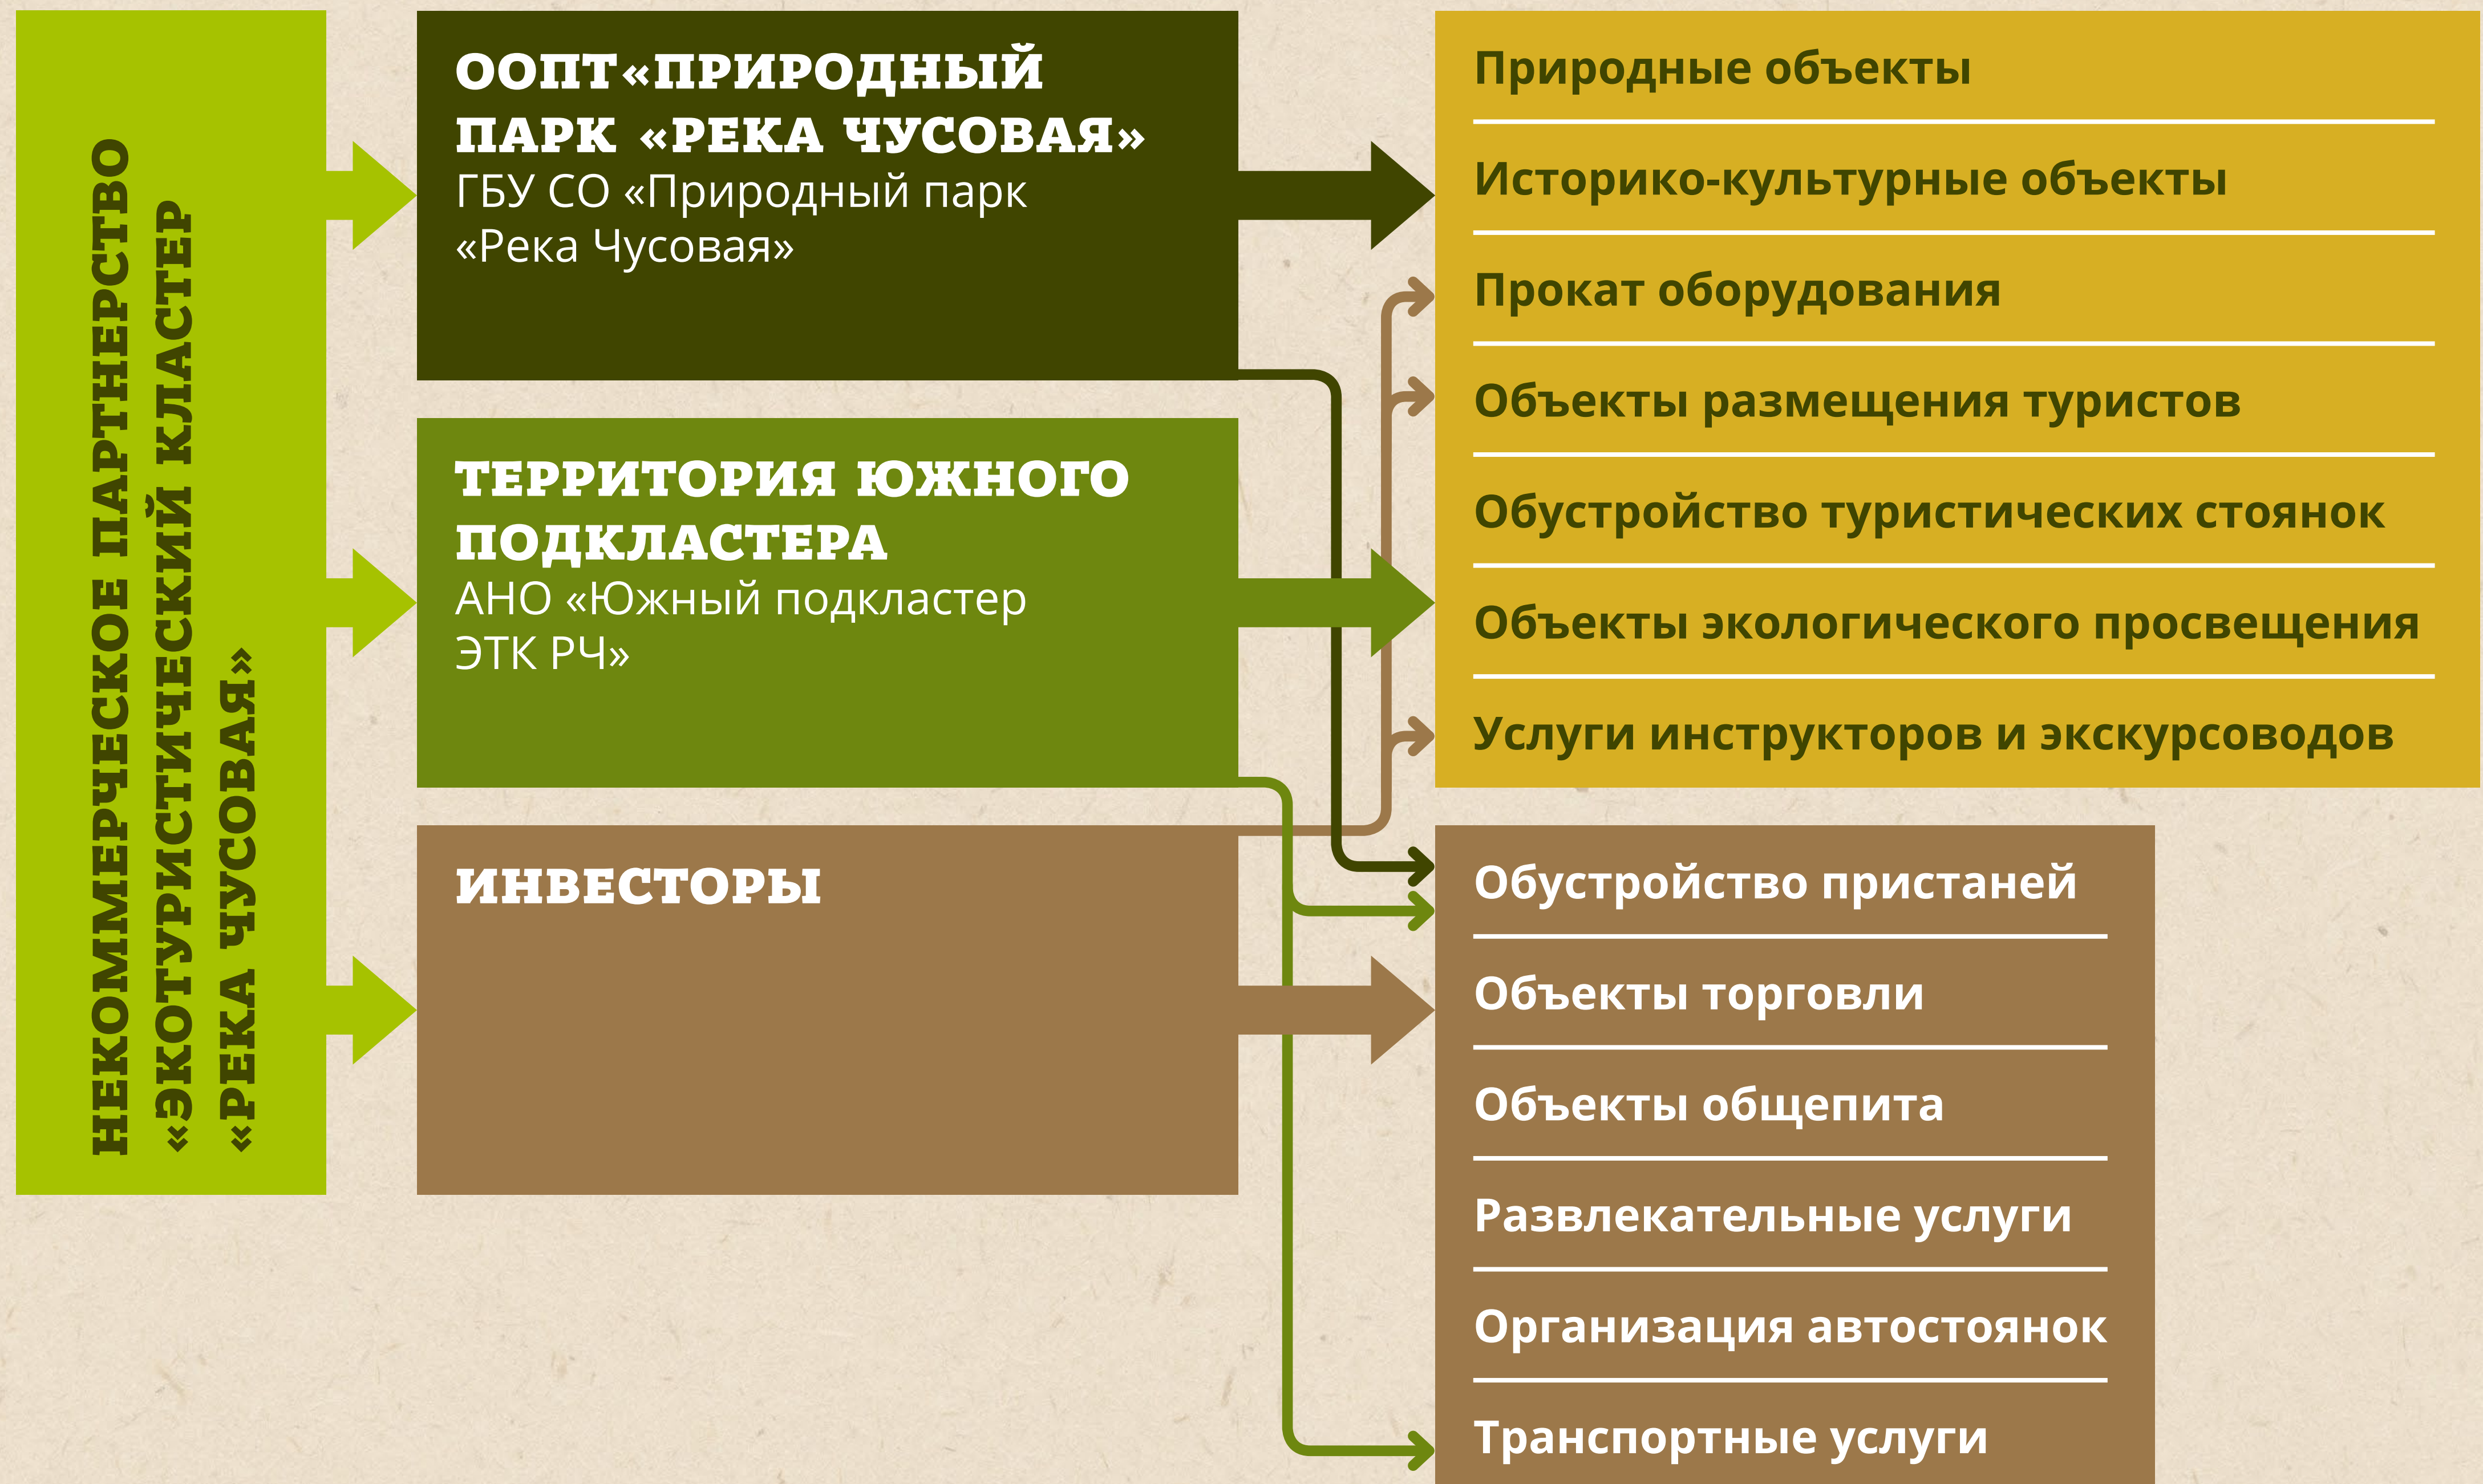 НЕКОММЕРЧЕСКОЕ ПАРТНЕРСТВО
«ЭКОТУРИСТИЧЕСКИЙ КЛАСТЕР
«РЕКА ЧУСОВАЯ»
ООПТ«ПРИРОДНЫЙ
ПАРК «РЕКА ЧУСОВАЯ»
ГБУ СО «Природный парк
«Река Чусовая»
ТЕРРИТОРИЯ ЮЖНОГО
ПОДКЛАСТЕРА
АНО «Южный подкластер
ЭТК РЧ»
ИНВЕСТОРЫ
Природные объекты
Историко-культурные объекты
Прокат оборудования
Объекты размещения туристов
Обустройство туристических стоянок
Объекты экологического просвещения
Услуги инструкторов и экскурсоводов
Обустройство пристаней
Объекты торговли
Объекты общепита
Развлекательные услуги
Организация автостоянок
Транспортные услуги